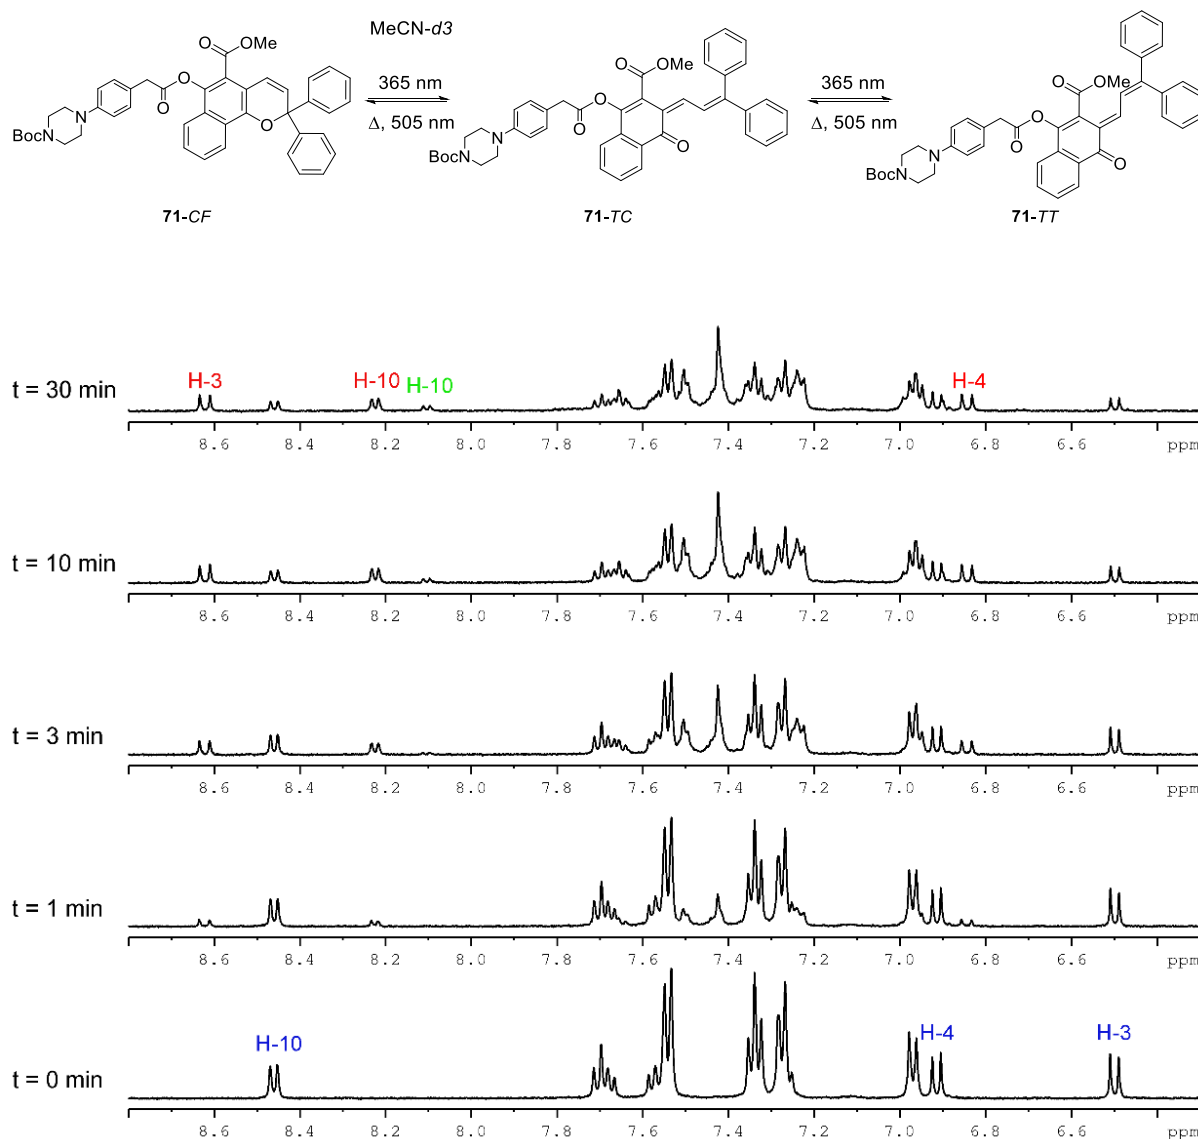 MeCN-d3
O OMe
O
O
N
BocN
O
71-CF
365 nm
Δ, 505 nm
O OMe
O
O
N
BocN
O
71-TC
365 nm
Δ, 505 nm
O
OMe
O
O
N
BocN
O
71-TT
t = 30 min
H-3 H-10 H-10 H-4
8.6 8.4 8.2 8.0 7.8 7.6 7.4 7.2 7.0 6.8 6.6 ppm
t = 10 min
8.6 8.4 8.2 8.0 7.8 7.6 7.4 7.2 7.0 6.8 6.6 ppm
t = 3 min
8.6 8.4 8.2 8.0 7.8 7.6 7.4 7.2 7.0 6.8 6.6 ppm
t = 1 min
8.6 8.4 8.2 8.0 7.8 7.6 7.4 7.2 7.0 6.8 6.6 ppm
H-10 H-4 H-3
t = 0 min
8.6 8.4 8.2 8.0 7.8 7.6 7.4 7.2 7.0 6.8 6.6 ppm